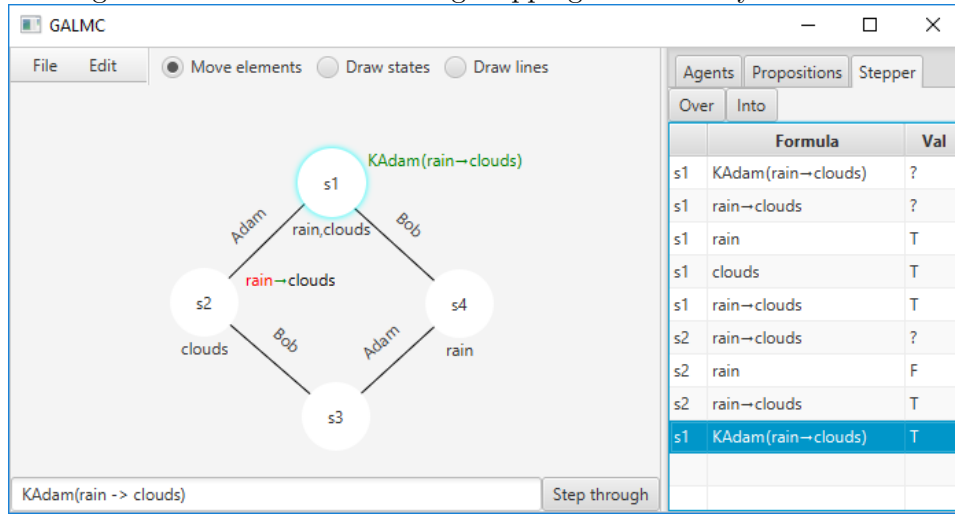 GALMC
File Edit Move elements Draw states Draw lines
Agents Propositions Stepper
Over Into
Formula Val
s1 KAdam(rain→clouds) ?
s1 rain→clouds ?
s1 rain T
s1 clouds T
s1 rain→clouds T
s2 rain→clouds ?
s2 rain F
s2 rain→clouds T
s1 KAdam(rain→clouds) T
KAdam(rain→clouds)
s1
rain,clouds
Adam
Bob
rain→clouds
s2
clouds
s4
rain
Bob
Adam
s3
KAdam(rain -> clouds) Step through